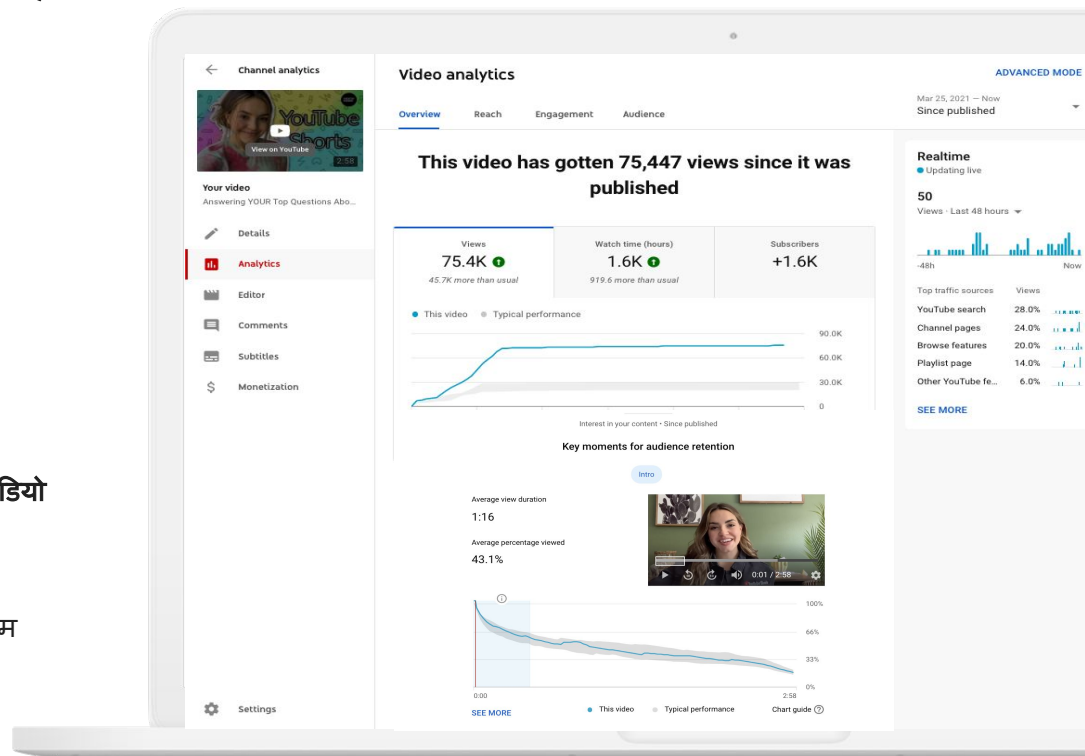 Channel analytics
YouTube
Shorts
View on YouTube
2:58
Your video
Answering YOUR Top Questions Abo...
Details
Analytics
Editor
Comments
Subtitles
Monetization
Settings
डियो
म
Video analytics
ADVANCED MODE
Overview Reach Engagement Audience
This video has gotten 75,447 views since it was
published
Views
75.4K
45.7K more than usual
Watch time (hours)
1.6K
919.6 more than usual
Subscribers
+1.6K
This video Typical performance
90.0K
60.0K
30.0K
0
Interest in your content • Since published
Key moments for audience retention
Intro
Average view duration
1:16
Average percentage viewed
43.1%
0:01 / 2:58
100%
66%
33%
0%
0:00 2:58
SEE MORE
This video Typical performance
Chart guide
Mar 25, 2021 – Now
Since published
Realtime
Updating live
50
Views · Last 48 hours
-48h Now
Top traffic sources Views
YouTube search 28.0%
Channel pages 24.0%
Browse features 20.0%
Playlist page 14.0%
Other YouTube fe... 6.0%
SEE MORE